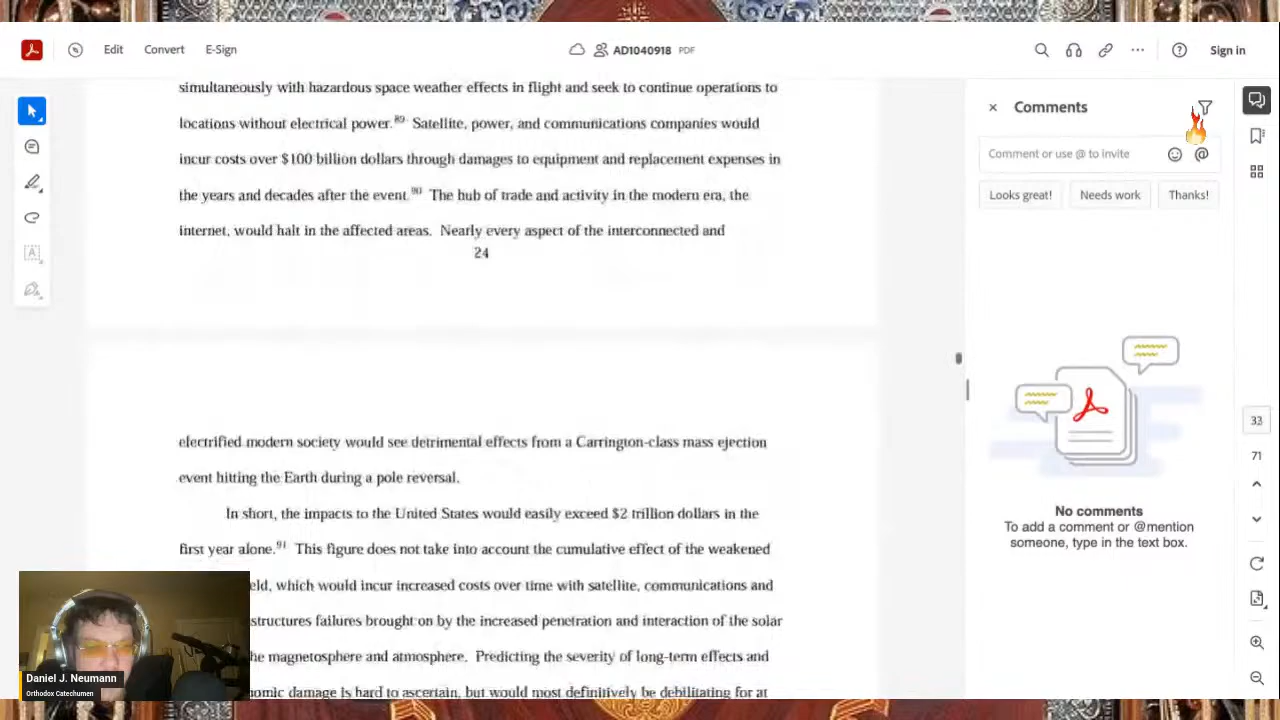 Edit Convert E-Sign AD1040918 PDF Sign in
simultaneously with hazardous space weather effects in flight and seek to continue operations to
locations without electrical power.89 Satellite, power, and communications companies would
incur costs over $100 billion dollars through damages to equipment and replacement expenses in
the years and decades after the event.90 The hub of trade and activity in the modern era, the
internet, would halt in the affected areas. Nearly every aspect of the interconnected and
24
electrified modern society would see detrimental effects from a Carrington-class mass ejection
event hitting the Earth during a pole reversal.
In short, the impacts to the United States would easily exceed $2 trillion dollars in the
first year alone.91 This figure does not take into account the cumulative effect of the weakened
eld, which would incur increased costs over time with satellite, communications and
structures failures brought on by the increased penetration and interaction of the solar
he magnetosphere and atmosphere. Predicting the severity of long-term effects and
nomic damage is hard to ascertain, but would most definitively be debilitating for at
Comments
Comment or use @ to invite
Looks great! Needs work Thanks!
No comments
To add a comment or @mention
someone, type in the text box.
33
71
Daniel J. Neumann
Orthodox Catechumen